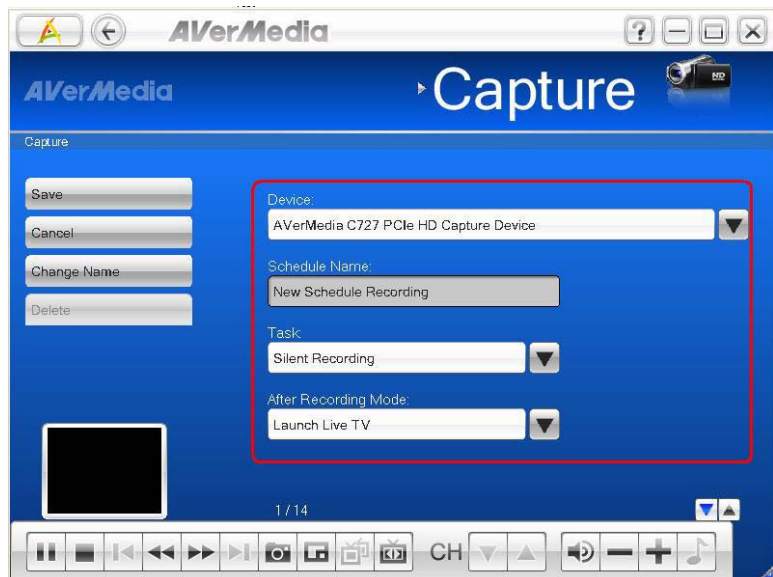 AVerMedia
?
AVerMedia
Capture
HD
Capture
Save
Cancel
Change Name
Delete
Device:
AVerMedia C727 PCIe HD Capture Device
Schedule Name:
New Schedule Recording
Task:
Silent Recording
After Recording Mode:
Launch Live TV
1 / 14
CH